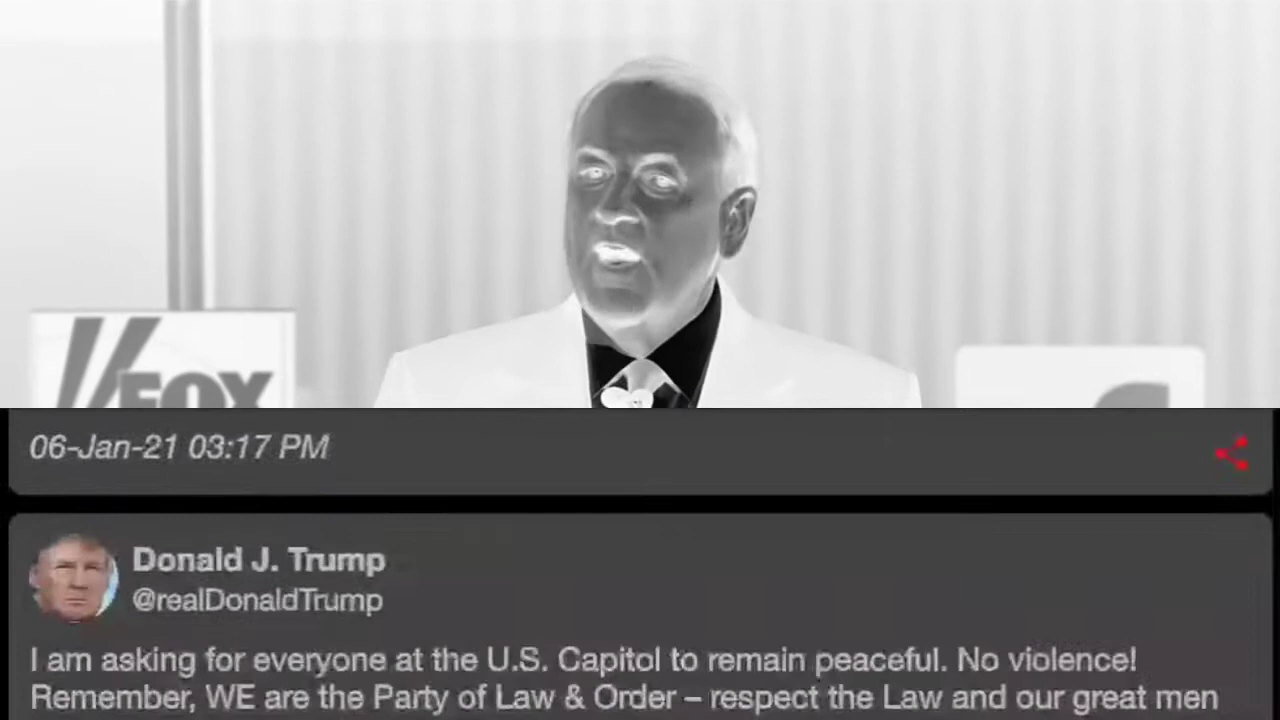 FOX
06-Jan-21 03:17 PM
Donald J. Trump
@realDonaldTrump
I am asking for everyone at the U.S. Capitol to remain peaceful. No violence!
Remember, WE are the Party of Law & Order – respect the Law and our great men